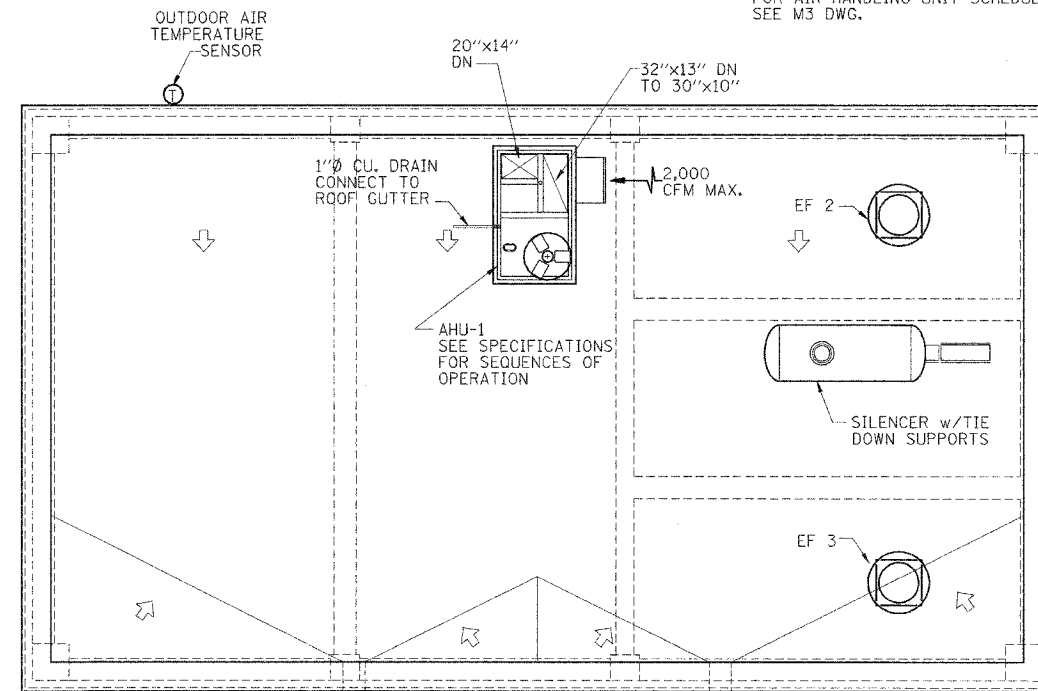 FOR AIR HANDLING UNIT SCHEDULE
SEE M3 DWG.
OUTDOOR AIR
TEMPERATURE
SENSOR
T
20"x14"
DN
32"x13" DN
TO 30"x10"
1"Ø CU. DRAIN
CONNECT TO
ROOF GUTTER
2,000
CFM MAX.
EF 2
AHU-1
SEE SPECIFICATIONS
FOR SEQUENCES OF
OPERATION
SILENCER w/TIE
DOWN SUPPORTS
EF 3